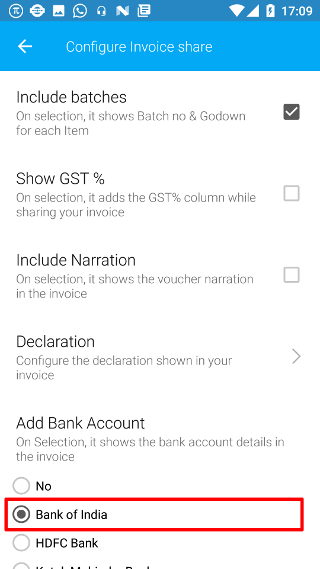 17:09
Configure Invoice share
Include batches
On selection, it shows Batch no & Godown
for each Item
Show GST %
On selection, it adds the GST% column while
sharing your invoice
Include Narration
On selection, it shows the voucher narration
in the invoice
Declaration
Configure the declaration shown in your
invoice
Add Bank Account
On Selection, it shows the bank account details in
the invoice
No
Bank of India
HDFC Bank